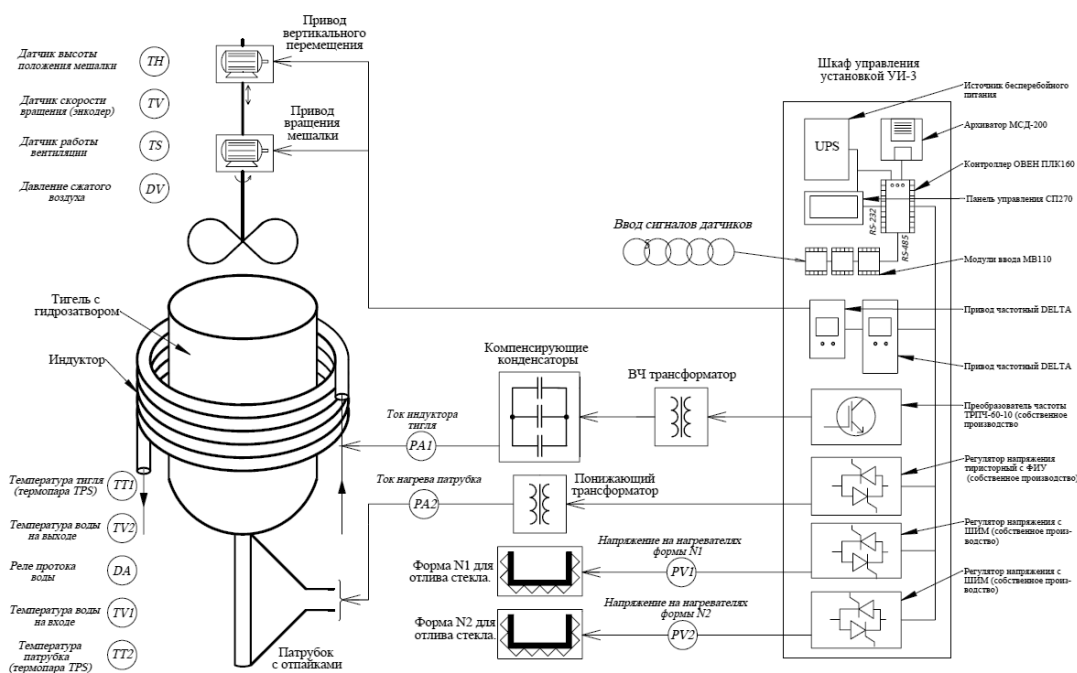 Датчик высоты
положения мешалки
TH
Датчик скорости
вращения (энкодер)
TV
Датчик работы
вентиляции
TS
Давление сжатого
воздуха
DV
Привод
вертикального
перемещения
Привод
вращения
мешалки
Тигель с
гидрозатвором
Индуктор
Температура тигля
(термопара TPS)
TT1
Температура воды
на выходе
TV2
Реле протока
воды
DA
Температура воды
на входе
TV1
Температура
патрубка
(термопара TPS)
TT2
Патрубок
с отпайками
Ввод сигналов датчиков
Компенсирующие
конденсаторы
ВЧ трансформатор
Ток индуктора
тигля
PA1
Ток нагрева патрубка
PA2
Понижающий
трансформатор
Форма N1 для
отлива стекла.
Напряжение на нагревателях
формы N1
PV1
Форма N2 для
отлива стекла.
Напряжение на нагревателях
формы N2
PV2
Шкаф управления
установкой УИ-3
UPS
RS-232
RS-485
Источник бесперебойного
питания
Архиватор МСД-200
Контроллер ОВЕН ПЛК160
Панель управления СП270
Модули ввода МВ110
Привод частотный DELTA
Привод частотный DELTA
Преобразователь частоты
ТРПЧ-60-10 (собственное
производство
Регулятор напряжения
тиристорный с ФИУ
(собственное производство)
Регулятор напряжения с
ШИМ (собственное произ-
водство)
Регулятор напряжения с
ШИМ (собственное произ-
водство)